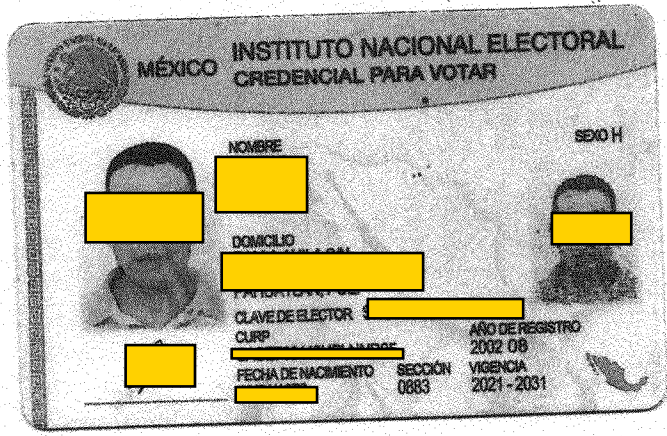 MÉXICO INSTITUTO NACIONAL ELECTORAL
CREDENCIAL PARA VOTAR
SEXO H
NOMBRE
DOMICILIO
CLAVE DE ELECTOR
CURP
AÑO DE REGISTRO
2002 08
FECHA DE NACIMIENTO
SECCIÓN
0883
VIGENCIA
2021 - 2031